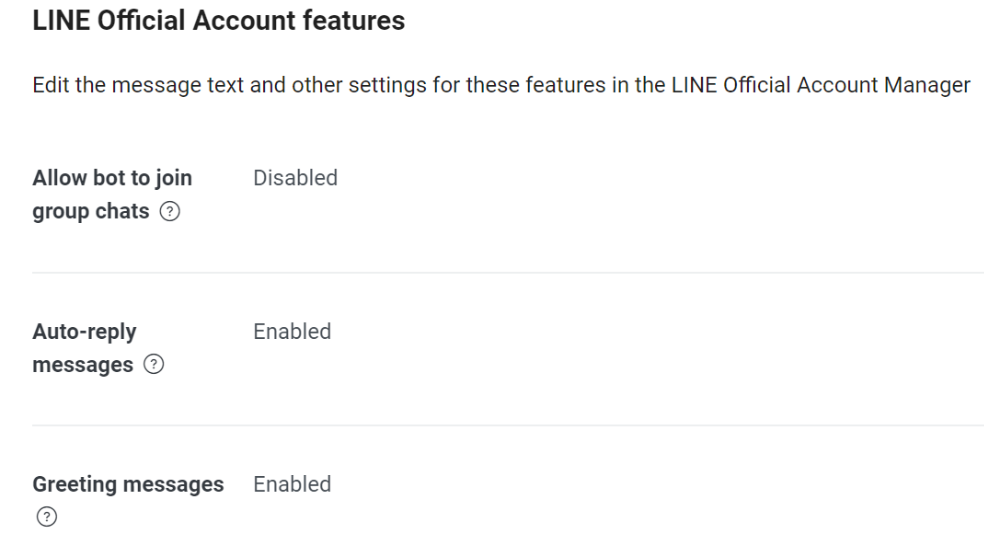 LINE Official Account features
Edit the message text and other settings for these features in the LINE Official Account Manager
Allow bot to join
group chats ?
Disabled
Auto-reply
messages ?
Enabled
Greeting messages
?
Enabled